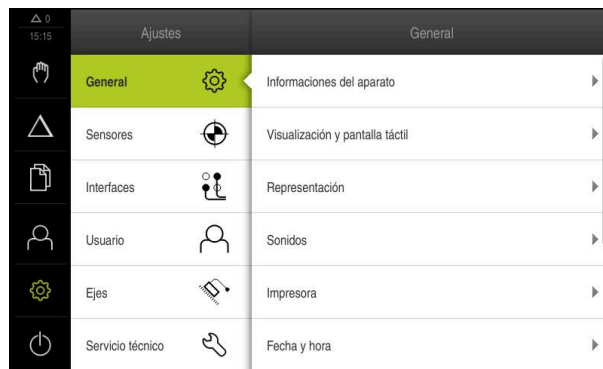 0
15:15
Ajustes
General
General
Sensores
Interfaces
Usuario
Ejes
Servicio técnico
Informaciones del aparato
Visualización y pantalla táctil
Representación
Sonidos
Impresora
Fecha y hora